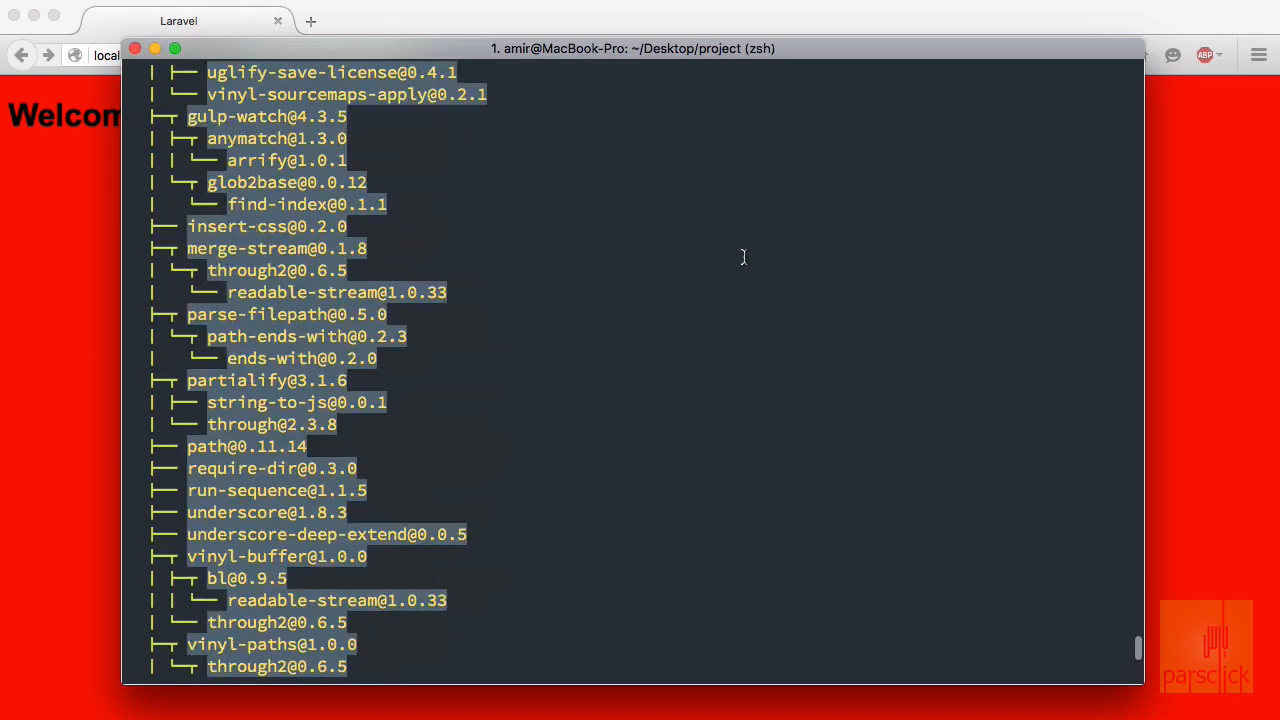 Laravel
1. amir@MacBook-Pro: ~/Desktop/project (zsh)
local
ABP
Welcom
│ ├── uglify-save-license@0.4.1
│ └── vinyl-sourcemaps-apply@0.2.1
├─┬ gulp-watch@4.3.5
│ ├─┬ anymatch@1.3.0
│ │ └── arrify@1.0.1
│ └─┬ glob2base@0.0.12
│   └── find-index@0.1.1
├── insert-css@0.2.0
├─┬ merge-stream@0.1.8
│ └─┬ through2@0.6.5
│   └── readable-stream@1.0.33
├─┬ parse-filepath@0.5.0
│ └─┬ path-ends-with@0.2.3
│   └── ends-with@0.2.0
├─┬ partialify@3.1.6
│ ├── string-to-js@0.0.1
│ └── through@2.3.8
├── path@0.11.14
├── require-dir@0.3.0
├── run-sequence@1.1.5
├── underscore@1.8.3
├── underscore-deep-extend@0.0.5
├─┬ vinyl-buffer@1.0.0
│ ├─┬ bl@0.9.5
│ │ └── readable-stream@1.0.33
│ └── through2@0.6.5
├─┬ vinyl-paths@1.0.0
│ └─┬ through2@0.6.5
parsclick